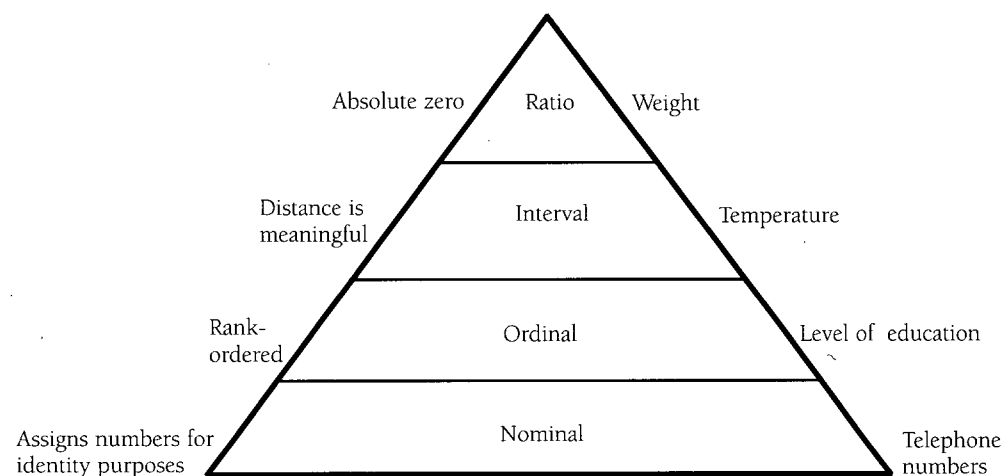 Absolute zero
Ratio
Weight
Distance is
meaningful
Interval
Temperature
Rank-
ordered
Ordinal
Level of education
Assigns numbers for
identity purposes
Nominal
Telephone
numbers